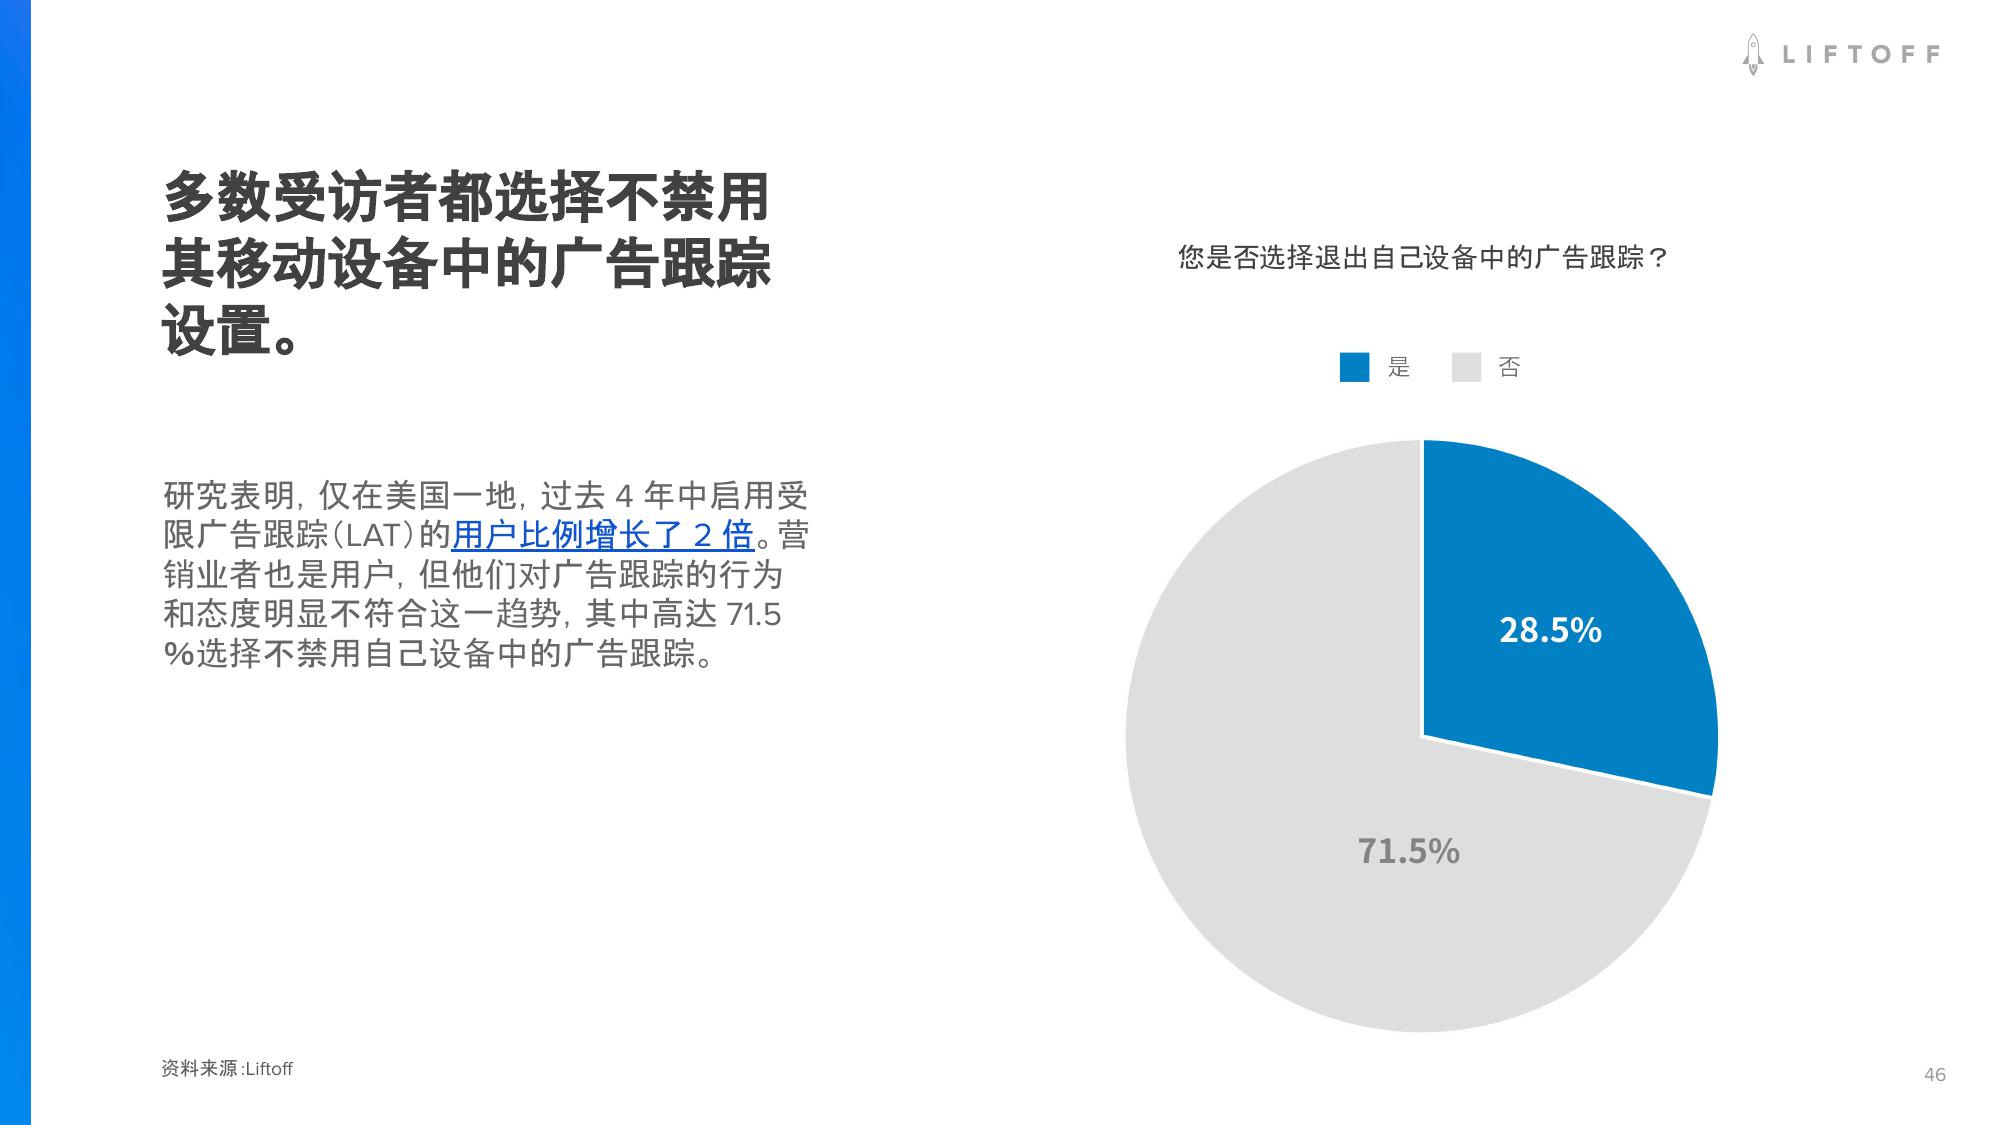 LIFTOFF
多数受访者都选择不禁用
其移动设备中的广告跟踪
设置。
研究表明, 仅在美国一地, 过去 4 年中启用受
限广告跟踪(LAT)的用户比例增长了 2 倍。营
销业者也是用户, 但他们对广告跟踪的行为
和态度明显不符合这一趋势, 其中高达 71.5
%选择不禁用自己设备中的广告跟踪。
您是否选择退出自己设备中的广告跟踪？
是 否
28.5%
71.5%
资料来源:Liftoff
46